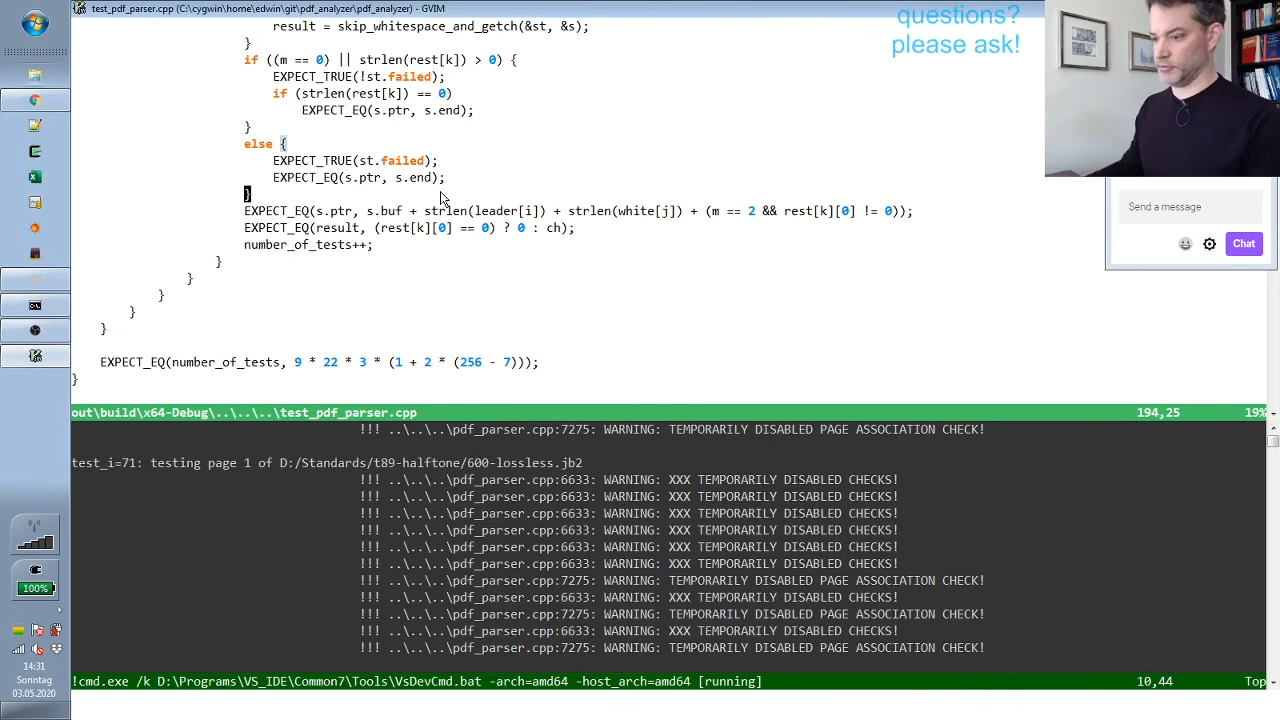 test_pdf_parser.cpp (C:\cygwin\home\edwin\git\pdf_analyzer\pdf_analyzer) - GVIM
result = skip_whitespace_and_getch(&st, &s);
}
if ((m == 0) || strlen(rest[k]) > 0) {
EXPECT_TRUE(!st.failed);
if (strlen(rest[k]) == 0)
EXPECT_EQ(s.ptr, s.end);
}
else {
EXPECT_TRUE(st.failed);
EXPECT_EQ(s.ptr, s.end);
}
EXPECT_EQ(s.ptr, s.buf + strlen(leader[i]) + strlen(white[j]) + (m == 2 && rest[k][0] != 0));
EXPECT_EQ(result, (rest[k][0] == 0) ? 0 : ch);
number_of_tests++;
}
}
}
}
}
EXPECT_EQ(number_of_tests, 9 * 22 * 3 * (1 + 2 * (256 - 7)));
}
out\build\x64-Debug\..\..\..\test_pdf_parser.cpp 194,25 19%
!!! ..\..\..\pdf_parser.cpp:7275: WARNING: TEMPORARILY DISABLED PAGE ASSOCIATION CHECK!
test_i=71: testing page 1 of D:/Standards/t89-halftone/600-lossless.jb2
!!! ..\..\..\pdf_parser.cpp:6633: WARNING: XXX TEMPORARILY DISABLED CHECKS!
!!! ..\..\..\pdf_parser.cpp:6633: WARNING: XXX TEMPORARILY DISABLED CHECKS!
!!! ..\..\..\pdf_parser.cpp:6633: WARNING: XXX TEMPORARILY DISABLED CHECKS!
!!! ..\..\..\pdf_parser.cpp:6633: WARNING: XXX TEMPORARILY DISABLED CHECKS!
!!! ..\..\..\pdf_parser.cpp:6633: WARNING: XXX TEMPORARILY DISABLED CHECKS!
!!! ..\..\..\pdf_parser.cpp:6633: WARNING: XXX TEMPORARILY DISABLED CHECKS!
!!! ..\..\..\pdf_parser.cpp:7275: WARNING: TEMPORARILY DISABLED PAGE ASSOCIATION CHECK!
!!! ..\..\..\pdf_parser.cpp:6633: WARNING: XXX TEMPORARILY DISABLED CHECKS!
!!! ..\..\..\pdf_parser.cpp:7275: WARNING: TEMPORARILY DISABLED PAGE ASSOCIATION CHECK!
!!! ..\..\..\pdf_parser.cpp:6633: WARNING: XXX TEMPORARILY DISABLED CHECKS!
!!! ..\..\..\pdf_parser.cpp:7275: WARNING: TEMPORARILY DISABLED PAGE ASSOCIATION CHECK!
!cmd.exe /k D:\Programs\VS_IDE\Common7\Tools\VsDevCmd.bat -arch=amd64 -host_arch=amd64 [running] 10,44 Top
questions?
please ask!
Send a message
Chat
100%
14:31
Sonntag
03.05.2020